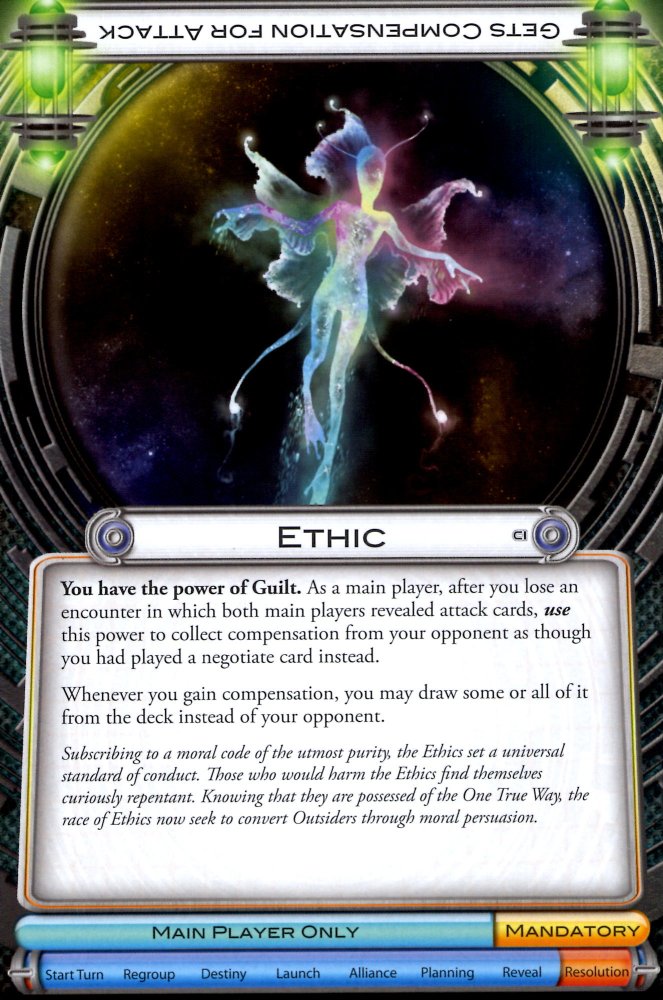 Gets Compensation for Attack
Ethic
CI
You have the power of Guilt. As a main player, after you lose an
encounter in which both main players revealed attack cards, use
this power to collect compensation from your opponent as though
you had played a negotiate card instead.
Whenever you gain compensation, you may draw some or all of it
from the deck instead of your opponent.
Subscribing to a moral code of the utmost purity, the Ethics set a universal
standard of conduct. Those who would harm the Ethics find themselves
curiously repentant. Knowing that they are possessed of the One True Way, the
race of Ethics now seek to convert Outsiders through moral persuasion.
Main Player Only Mandatory
Start Turn Regroup Destiny Launch Alliance Planning Reveal Resolution